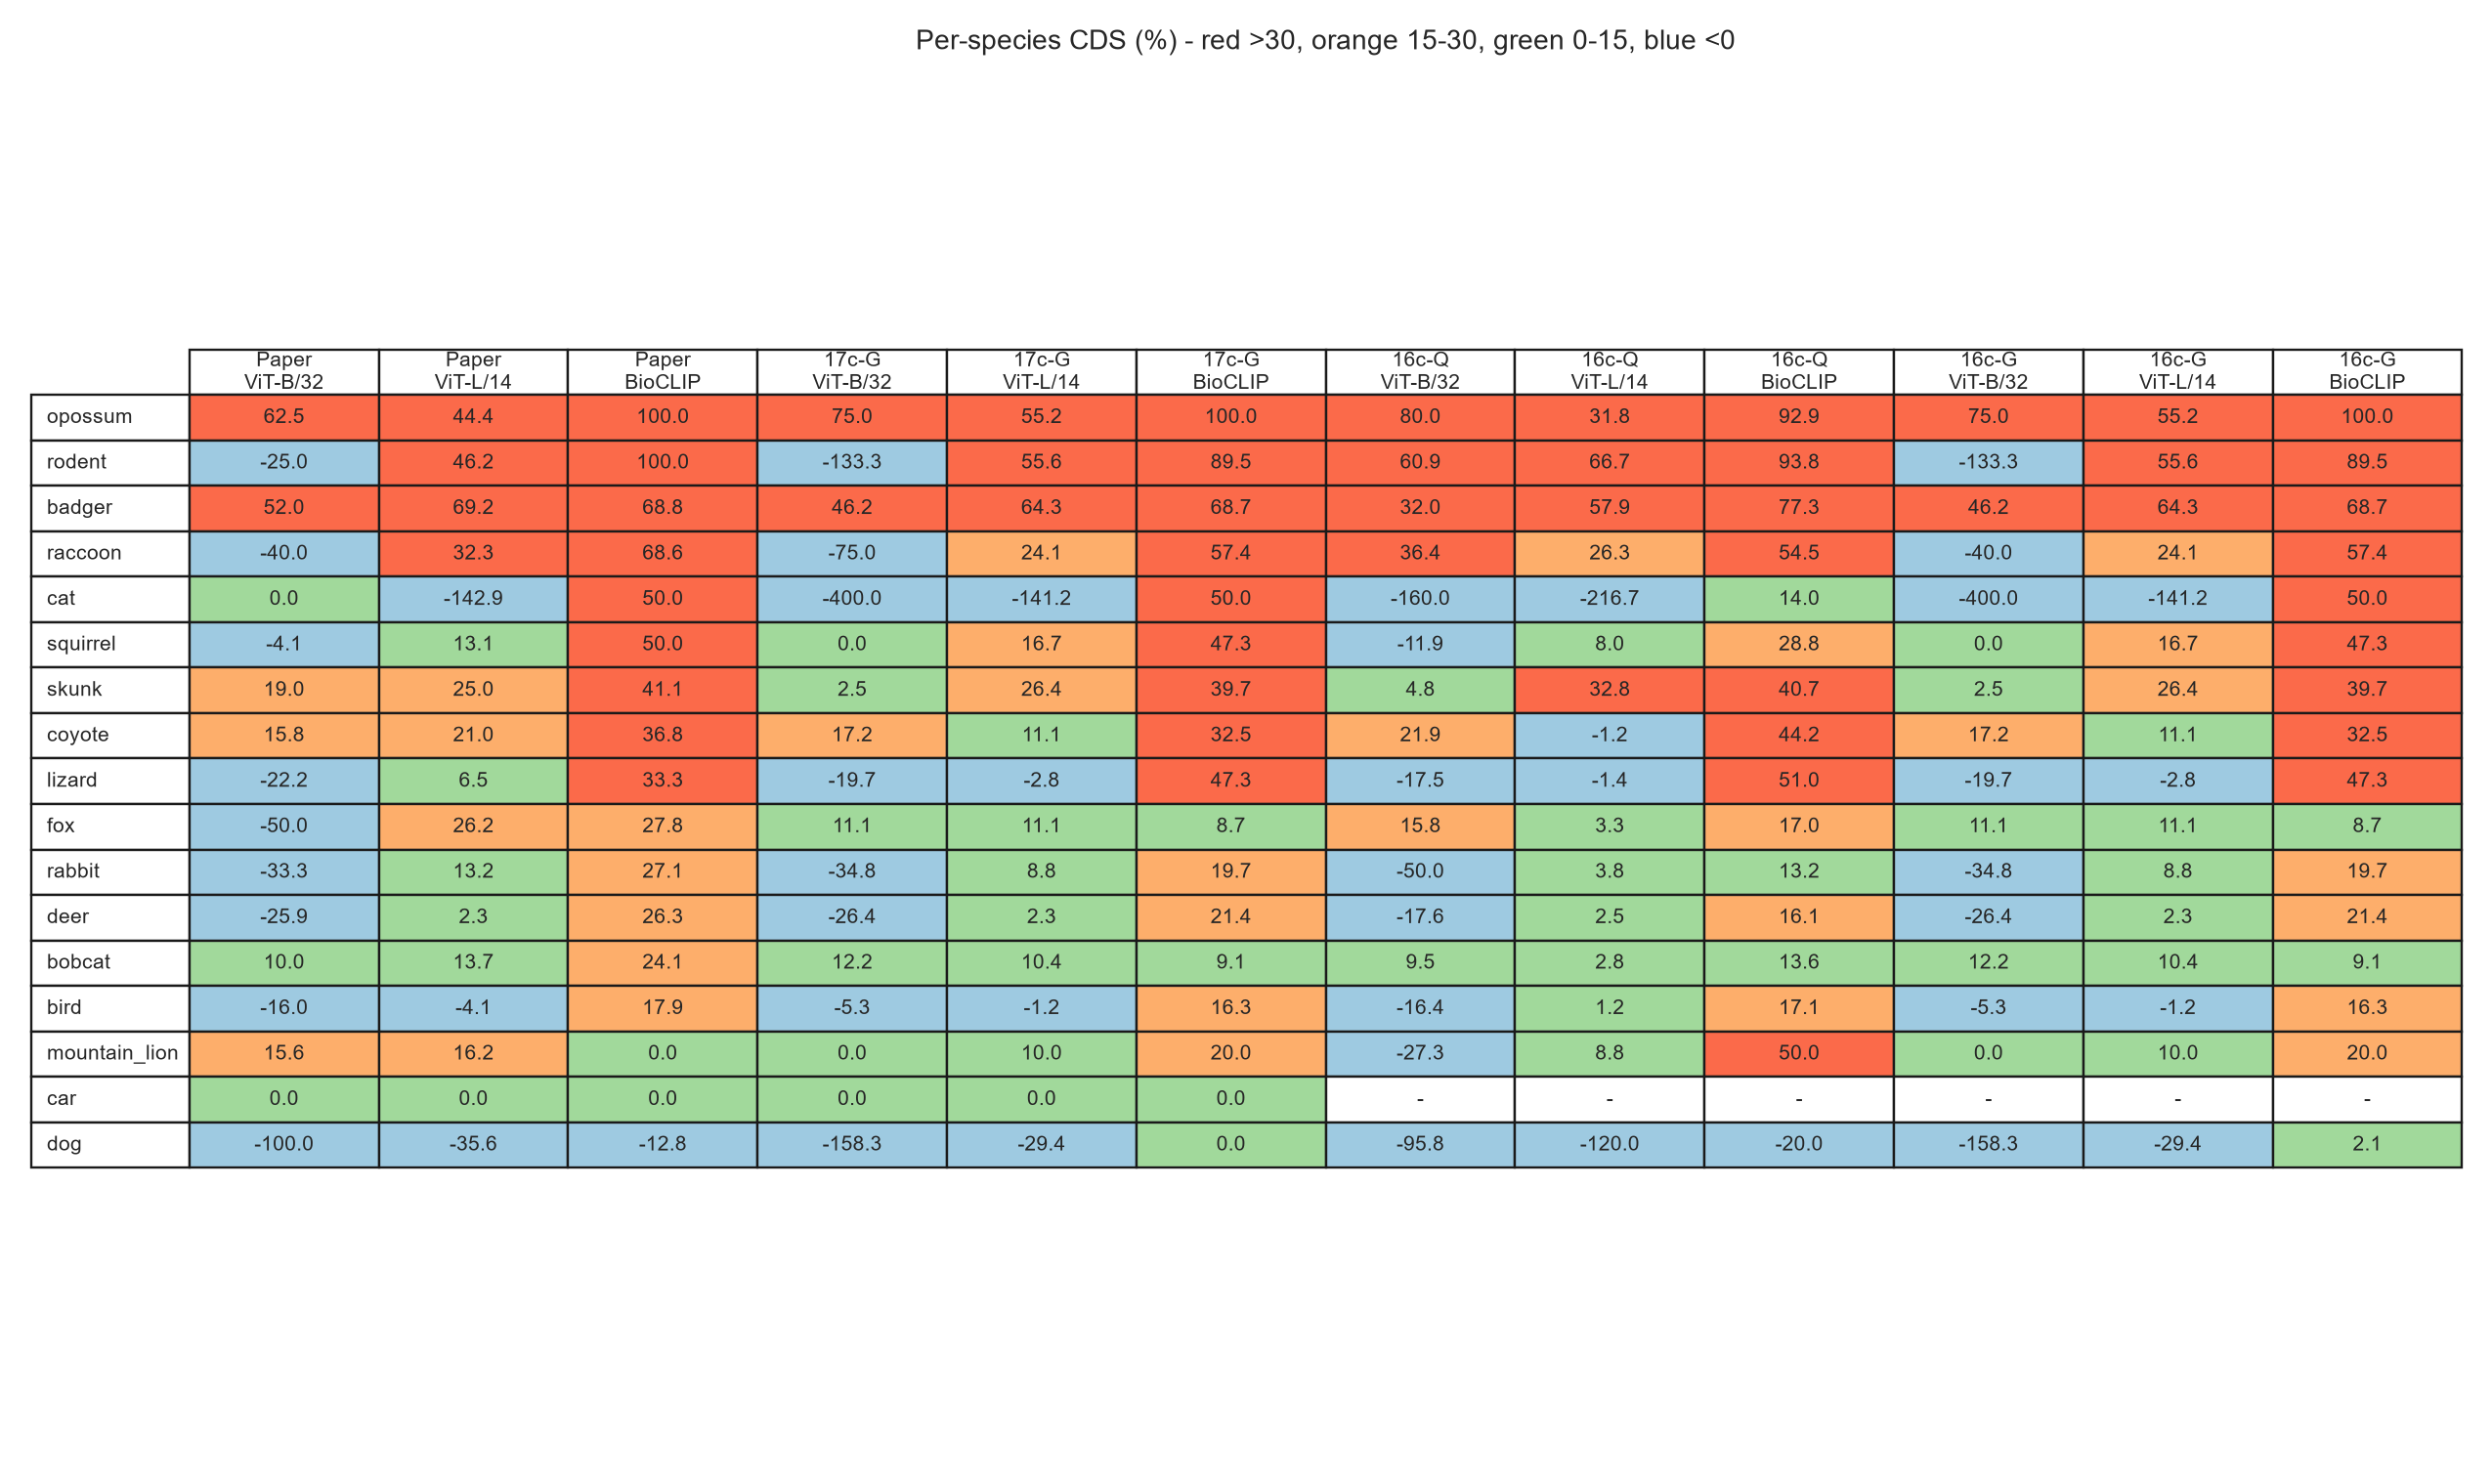 Per-species CDS (%) - red >30, orange 15-30, green 0-15, blue <0
Paper Paper Paper 17c-G 17c-G 17c-G 16c-Q 16c-Q 16c-Q 16c-G 16c-G 16c-G
ViT-B/32 ViT-L/14 BioCLIP ViT-B/32 ViT-L/14 BioCLIP ViT-B/32 ViT-L/14 BioCLIP ViT-B/32 ViT-L/14 BioCLIP
opossum 62.5 44.4 100.0 75.0 55.2 100.0 80.0 31.8 92.9 75.0 55.2 100.0
rodent -25.0 46.2 100.0 -133.3 55.6 89.5 60.9 66.7 93.8 -133.3 55.6 89.5
badger 52.0 69.2 68.8 46.2 64.3 68.7 32.0 57.9 77.3 46.2 64.3 68.7
raccoon -40.0 32.3 68.6 -75.0 24.1 57.4 36.4 26.3 54.5 -40.0 24.1 57.4
cat 0.0 -142.9 50.0 -400.0 -141.2 50.0 -160.0 -216.7 14.0 -400.0 -141.2 50.0
squirrel -4.1 13.1 50.0 0.0 16.7 47.3 -11.9 8.0 28.8 0.0 16.7 47.3
skunk 19.0 25.0 41.1 2.5 26.4 39.7 4.8 32.8 40.7 2.5 26.4 39.7
coyote 15.8 21.0 36.8 17.2 11.1 32.5 21.9 -1.2 44.2 17.2 11.1 32.5
lizard -22.2 6.5 33.3 -19.7 -2.8 47.3 -17.5 -1.4 51.0 -19.7 -2.8 47.3
fox -50.0 26.2 27.8 11.1 11.1 8.7 15.8 3.3 17.0 11.1 11.1 8.7
rabbit -33.3 13.2 27.1 -34.8 8.8 19.7 -50.0 3.8 13.2 -34.8 8.8 19.7
deer -25.9 2.3 26.3 -26.4 2.3 21.4 -17.6 2.5 16.1 -26.4 2.3 21.4
bobcat 10.0 13.7 24.1 12.2 10.4 9.1 9.5 2.8 13.6 12.2 10.4 9.1
bird -16.0 -4.1 17.9 -5.3 -1.2 16.3 -16.4 1.2 17.1 -5.3 -1.2 16.3
mountain_lion 15.6 16.2 0.0 0.0 10.0 20.0 -27.3 8.8 50.0 0.0 10.0 20.0
car 0.0 0.0 0.0 0.0 0.0 0.0 - - - - - -
dog -100.0 -35.6 -12.8 -158.3 -29.4 0.0 -95.8 -120.0 -20.0 -158.3 -29.4 2.1